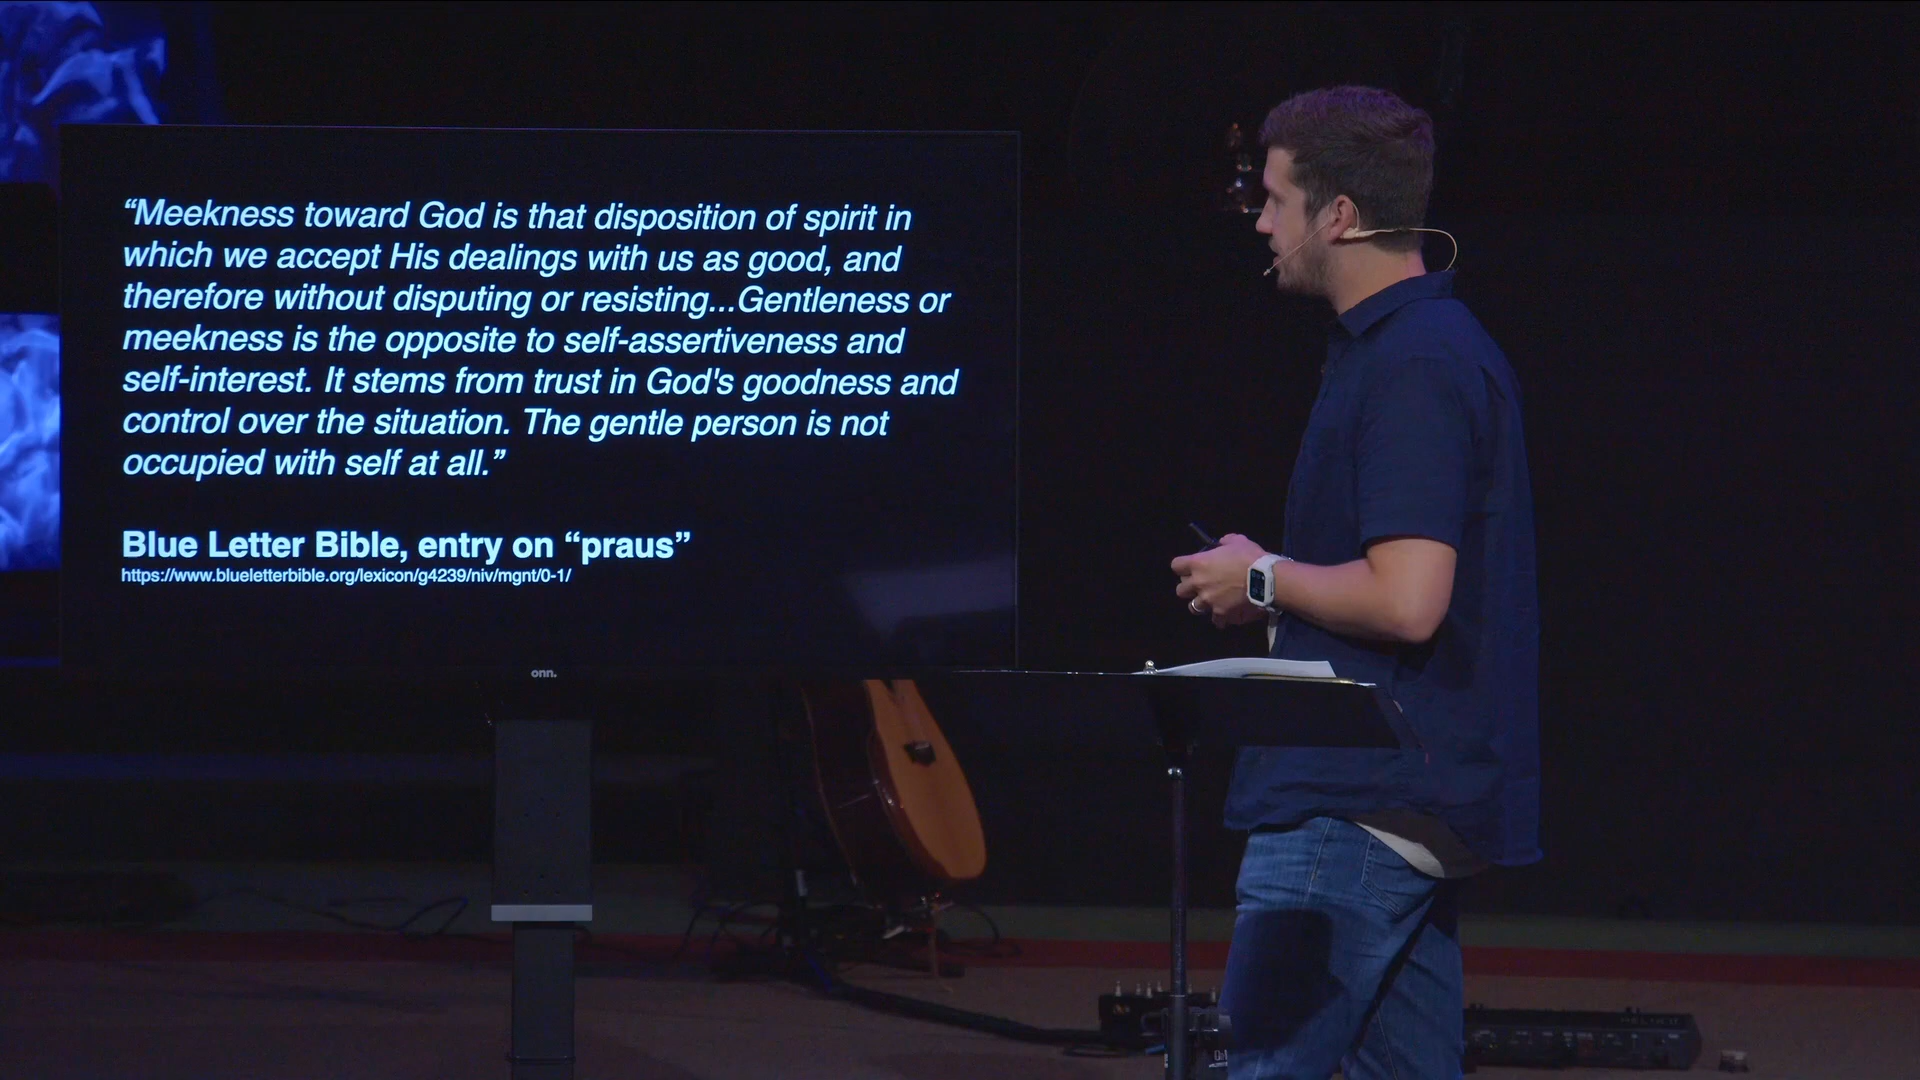 “Meekness toward God is that disposition of spirit in
which we accept His dealings with us as good, and
therefore without disputing or resisting...Gentleness or
meekness is the opposite to self-assertiveness and
self-interest. It stems from trust in God's goodness and
control over the situation. The gentle person is not
occupied with self at all.”
Blue Letter Bible, entry on “praus”
https://www.blueletterbible.org/lexicon/g4239/niv/mgnt/0-1/
onn.